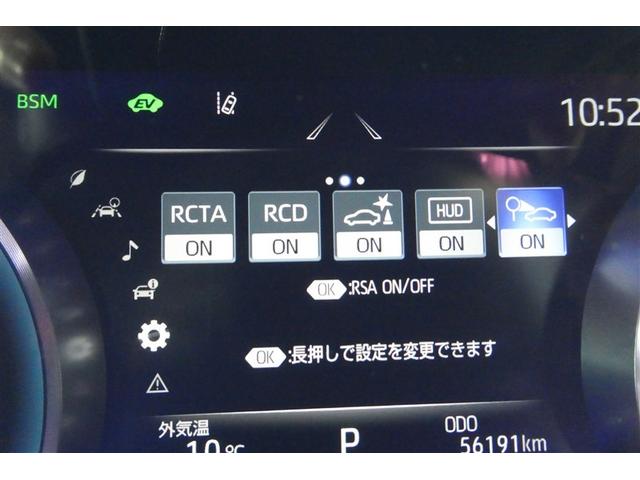 BSM EV 10:52
RCTA RCD HUD
ON ON ON ON ON
OK :RSA ON/OFF
OK :長押しで設定を変更できます
外気温 ODO
10℃ P 56191km